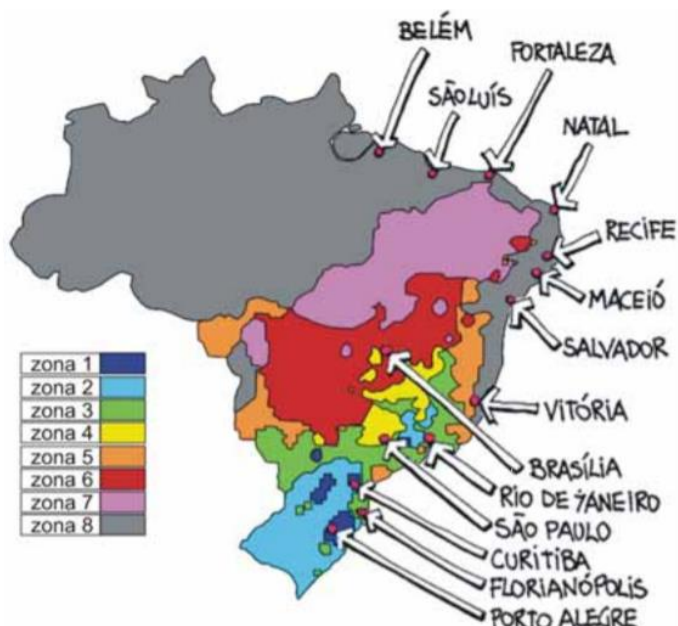 BELÉM
FORTALEZA
SÃO LUÍS
NATAL
RECIFE
MACEIÓ
SALVADOR
VITÓRIA
BRASÍLIA
RIO DE JANEIRO
SÃO PAULO
CURITIBA
FLORIANÓPOLIS
PORTO ALEGRE
zona 1
zona 2
zona 3
zona 4
zona 5
zona 6
zona 7
zona 8